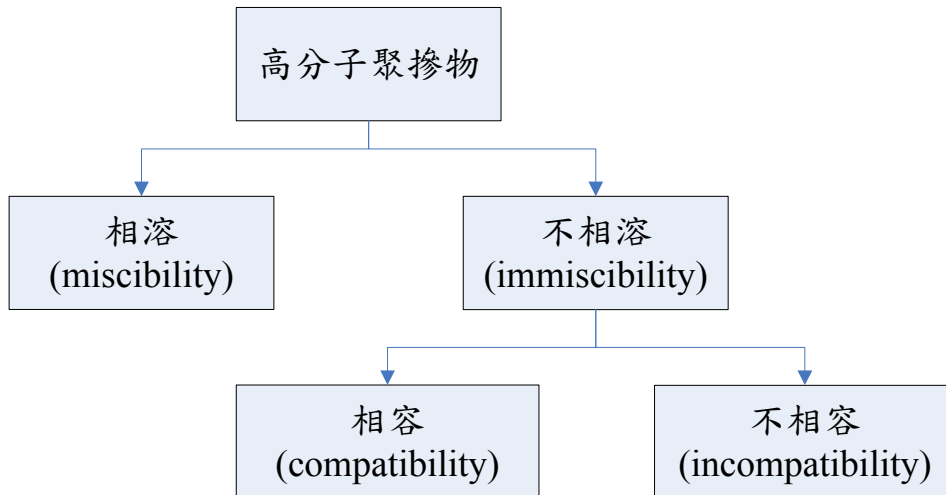 高分子聚摻物
相溶
(miscibility)
不相溶
(immiscibility)
相容
(compatibility)
不相容
(incompatibility)